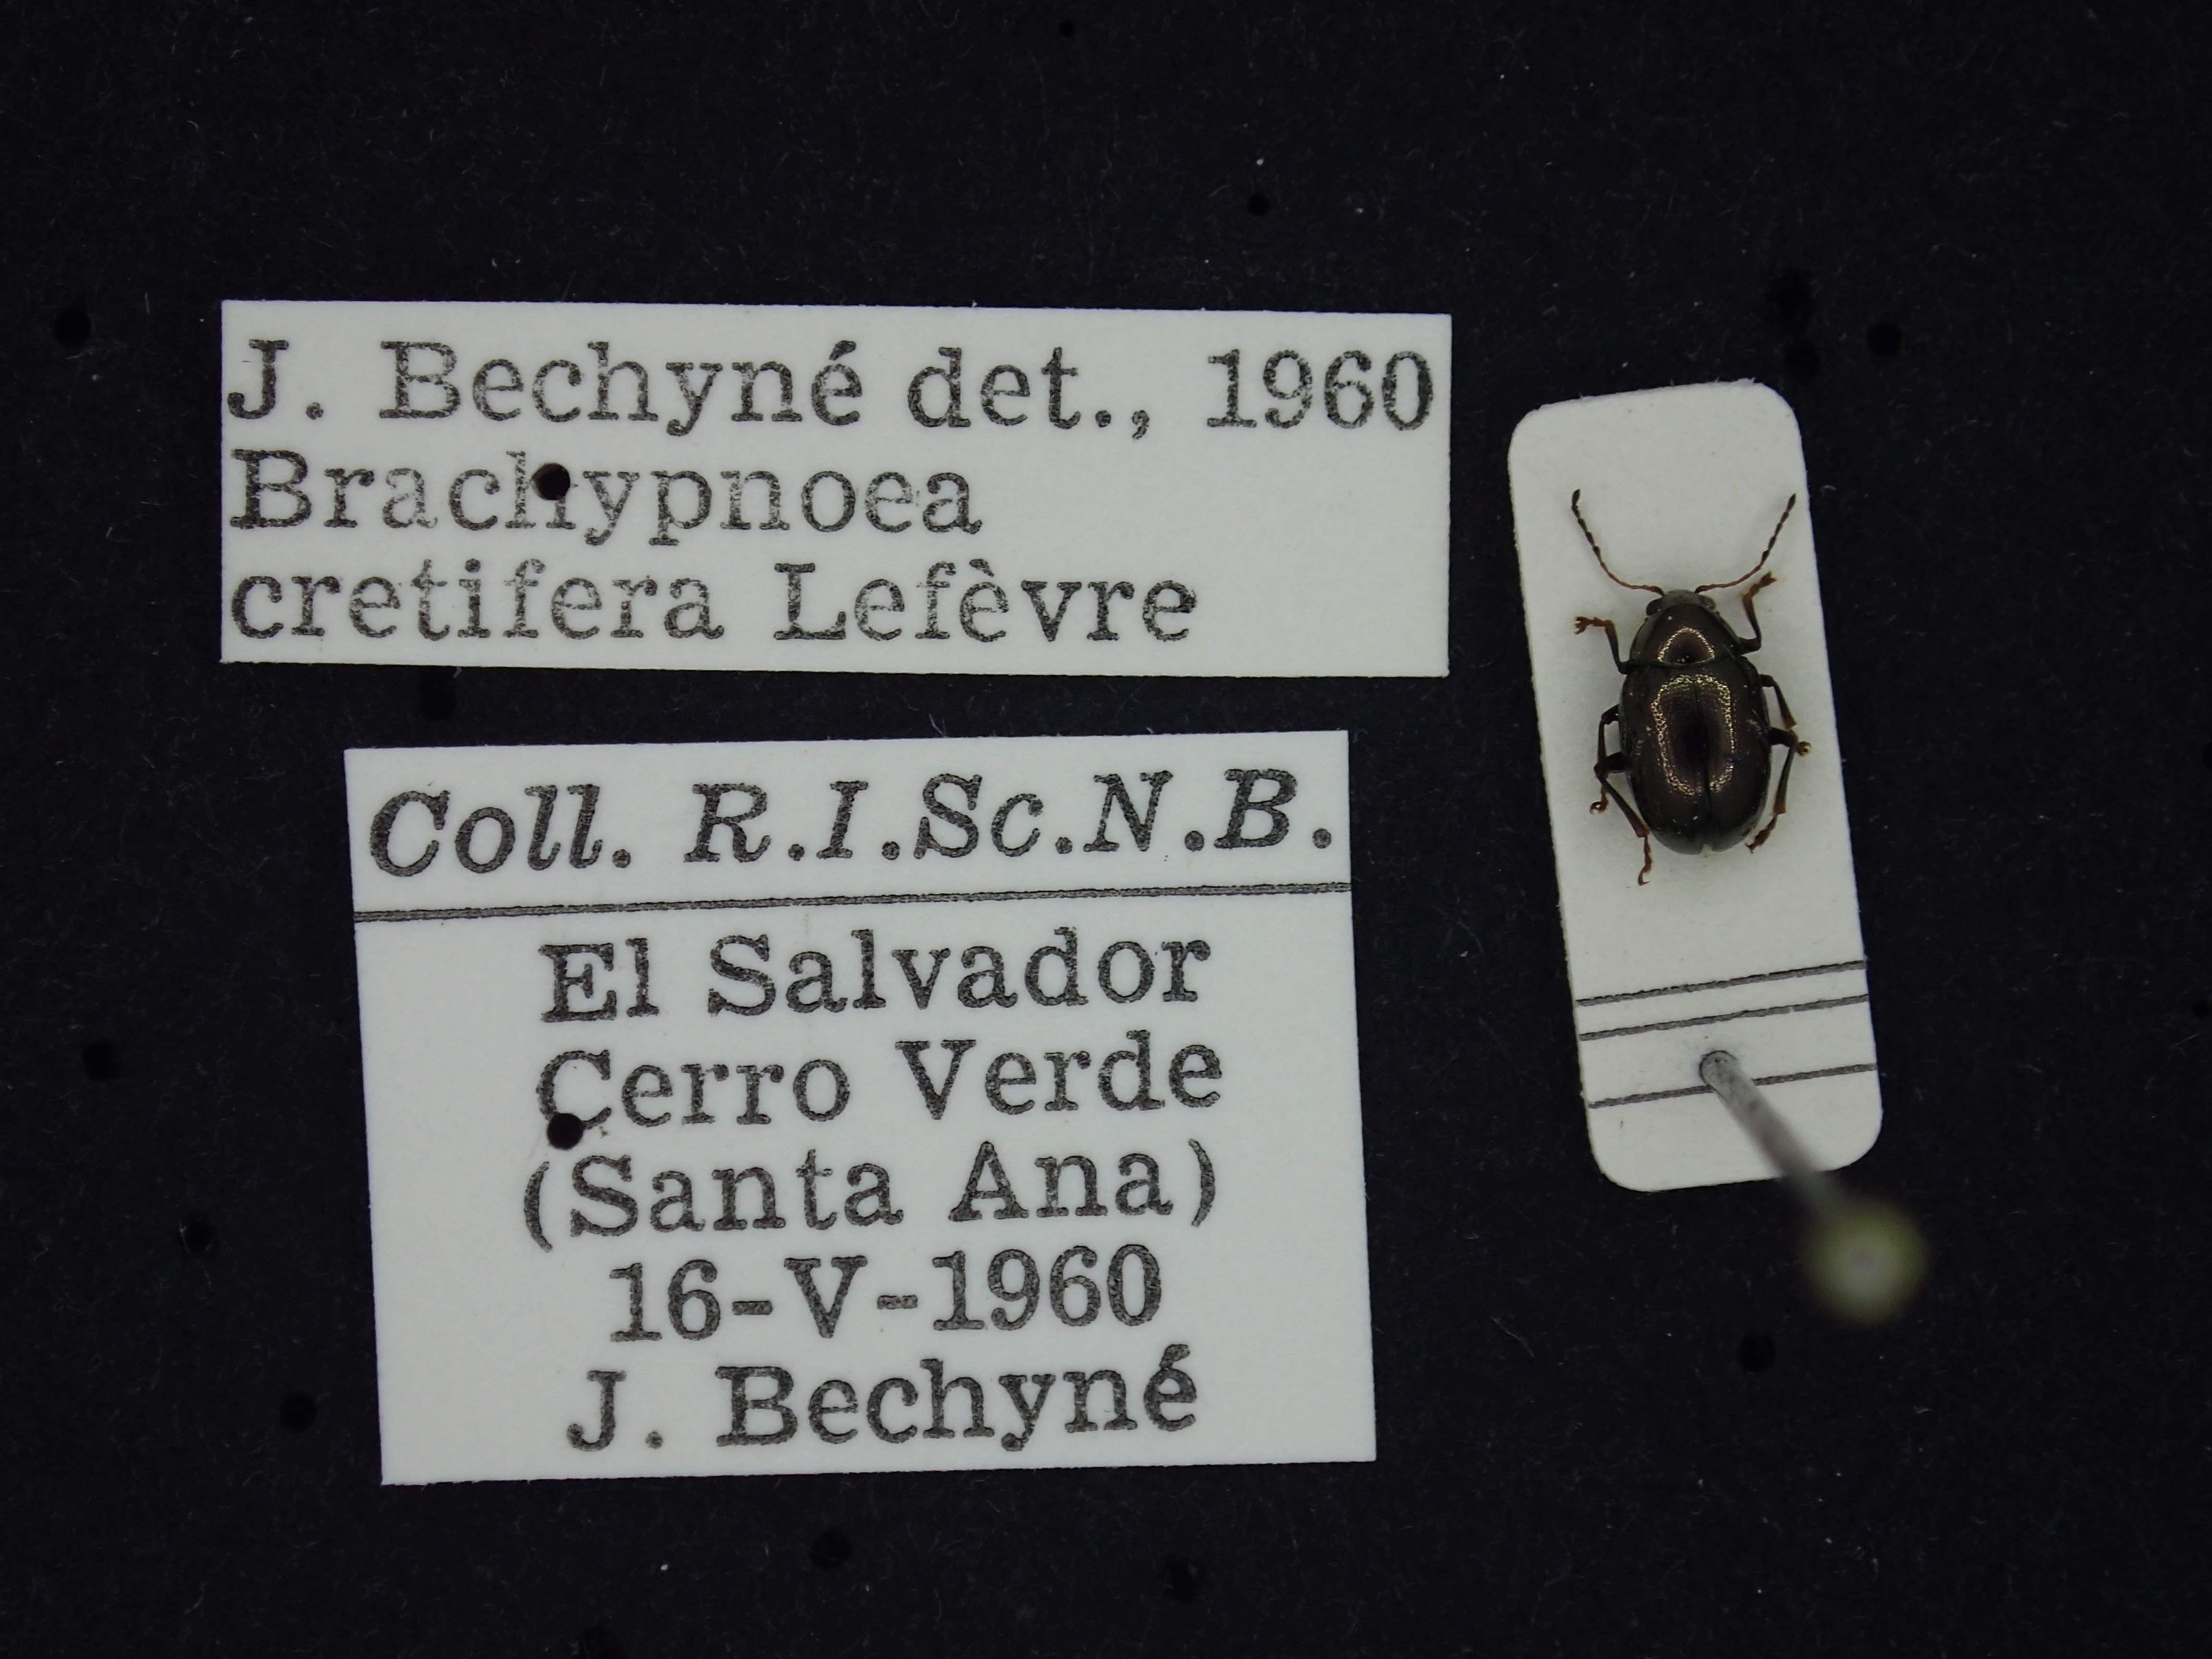 J. Bechyné det., 1960
Brachypnoea
cretifera Lefèvre
Coll. R.I.Sc.N.B.
El Salvador
Cerro Verde
(Santa Ana)
16-V-1960
J. Bechyné